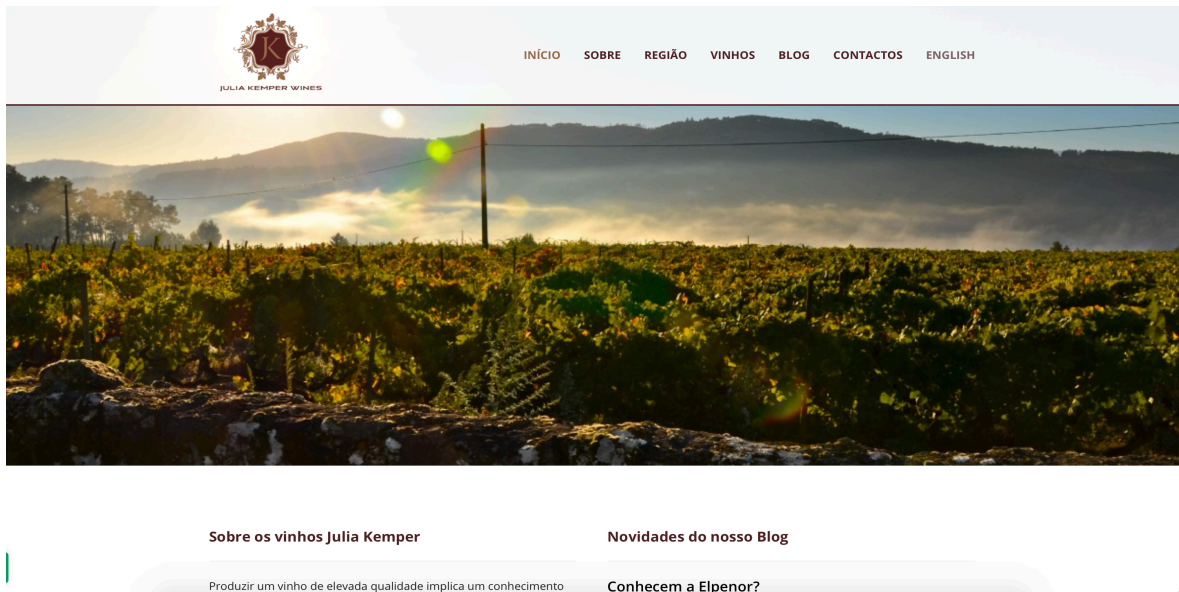 JK
JULIA KEMPER WINES
INÍCIO SOBRE REGIÃO VINHOS BLOG CONTACTOS ENGLISH
Sobre os vinhos Julia Kemper
Produzir um vinho de elevada qualidade implica um conhecimento
Novidades do nosso Blog
Conhecem a Elpenor?